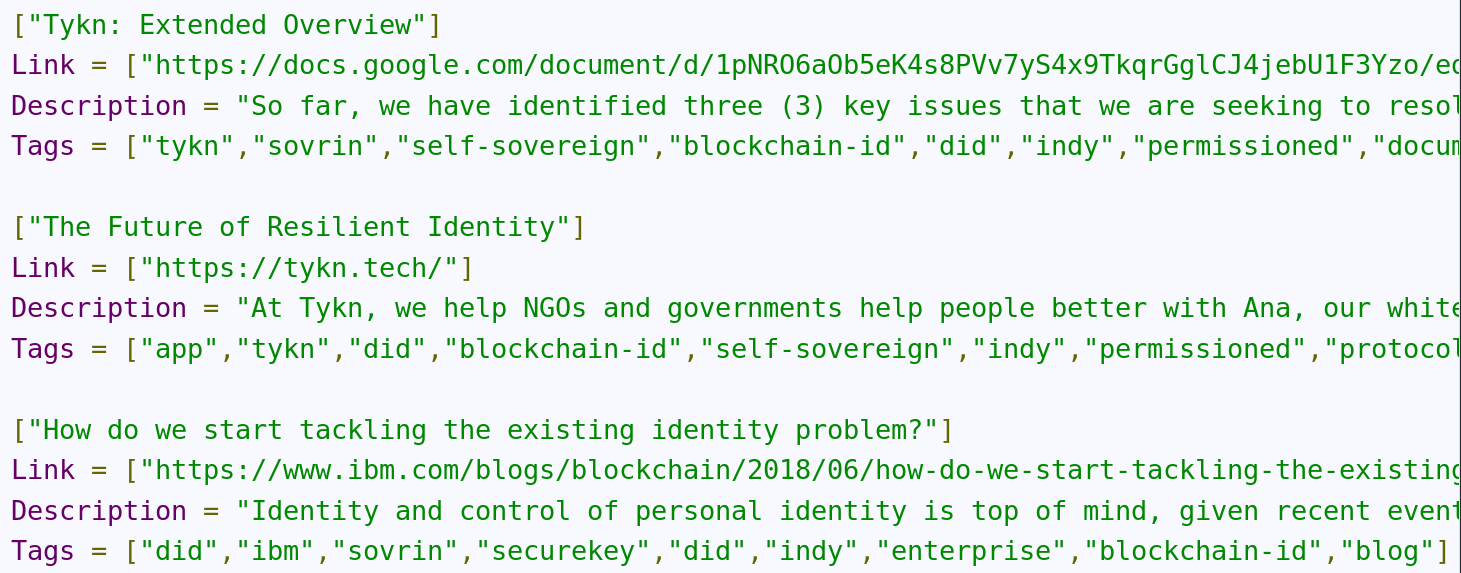 ["Tykn: Extended Overview"]
Link = ["https://docs.google.com/document/d/1pNRO6aOb5eK4s8PVv7yS4x9TkqrGglCJ4jebU1F3Yzo/ed
Description = "So far, we have identified three (3) key issues that we are seeking to resol
Tags = ["tykn","sovrin","self-sovereign","blockchain-id","did","indy","permissioned","docum
["The Future of Resilient Identity"]
Link = ["https://tykn.tech/"]
Description = "At Tykn, we help NGOs and governments help people better with Ana, our white
Tags = ["app","tykn","did","blockchain-id","self-sovereign","indy","permissioned","protocol
["How do we start tackling the existing identity problem?"]
Link = ["https://www.ibm.com/blogs/blockchain/2018/06/how-do-we-start-tackling-the-existing
Description = "Identity and control of personal identity is top of mind, given recent event
Tags = ["did","ibm","sovrin","securekey","did","indy","enterprise","blockchain-id","blog"]